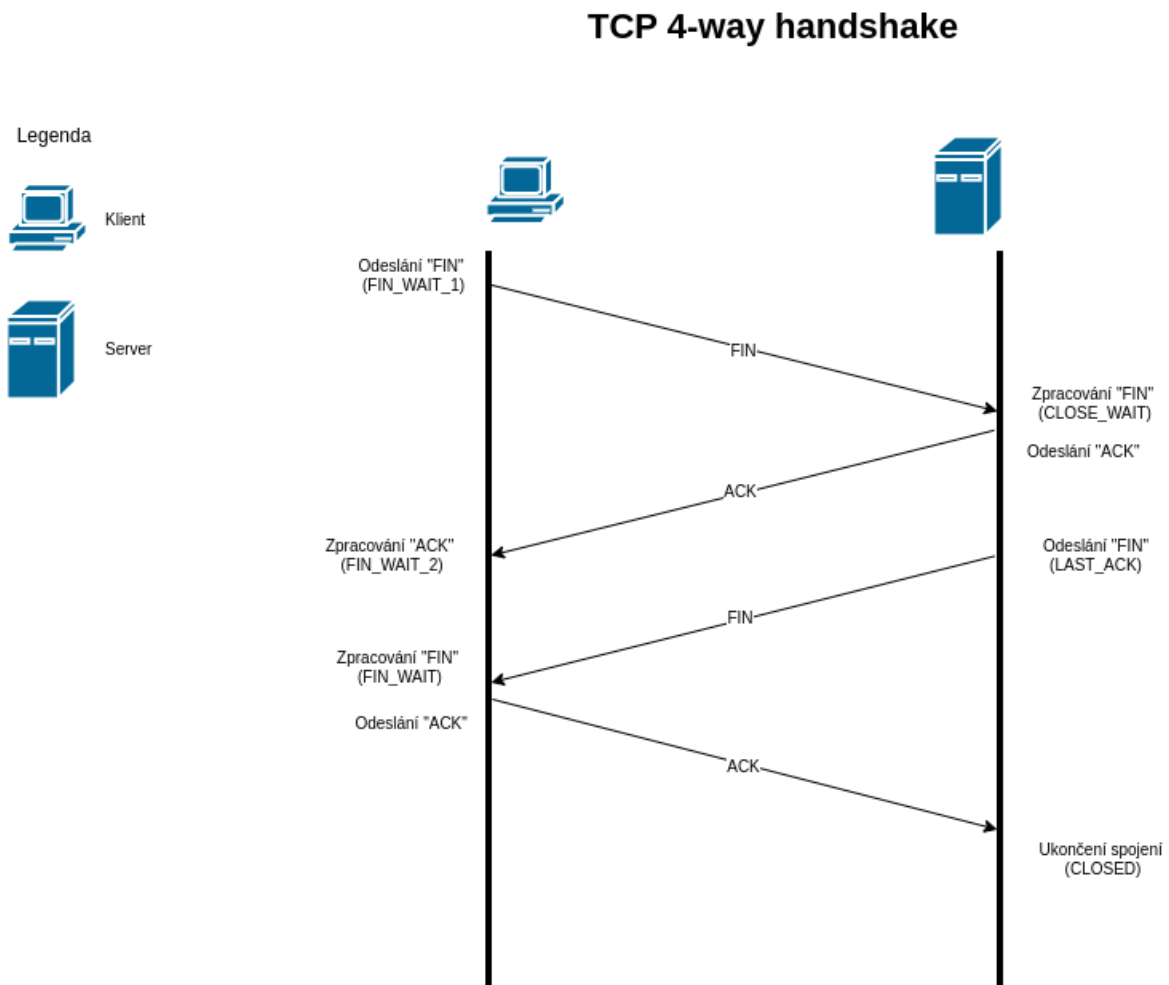 TCP 4-way handshake
Legenda
Klient
Server
Odeslání "FIN"
(FIN_WAIT_1)
FIN
Zpracování "FIN"
(CLOSE_WAIT)
Odeslání "ACK"
ACK
Zpracování "ACK"
(FIN_WAIT_2)
Odeslání "FIN"
(LAST_ACK)
FIN
Zpracování "FIN"
(FIN_WAIT)
Odeslání "ACK"
ACK
Ukončení spojení
(CLOSED)